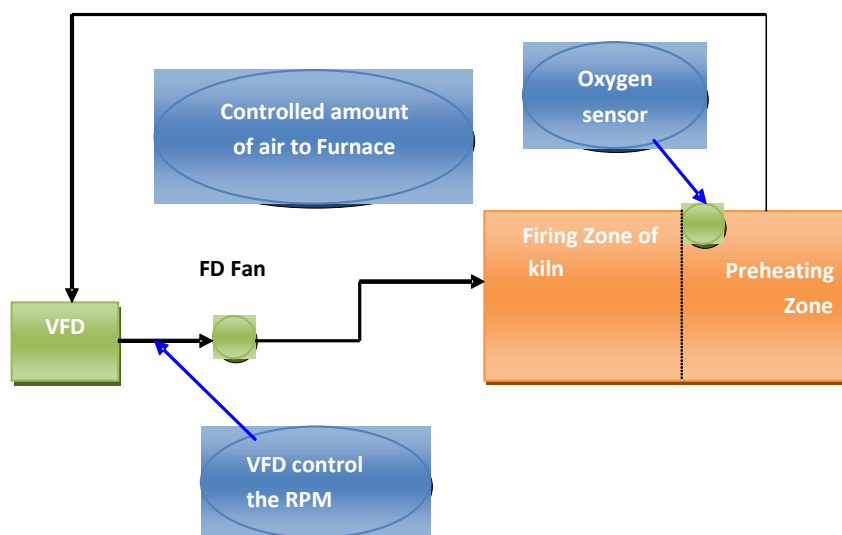 Oxygen
sensor
Controlled amount
of air to Furnace
Firing Zone of
kiln
Preheating
Zone
FD Fan
VFD
VFD control
the RPM